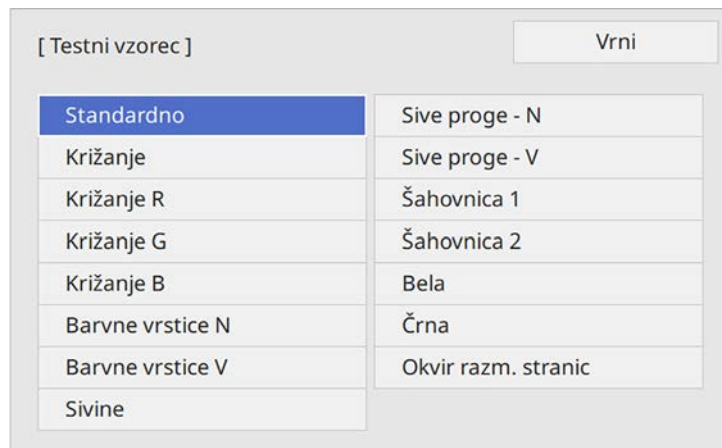 [ Testni vzorec ]
Vrni
Standardno
Križanje
Križanje R
Križanje G
Križanje B
Barvne vrstice N
Barvne vrstice V
Sivine
Sive proge - N
Sive proge - V
Šahovnica 1
Šahovnica 2
Bela
Črna
Okvir razm. stranic